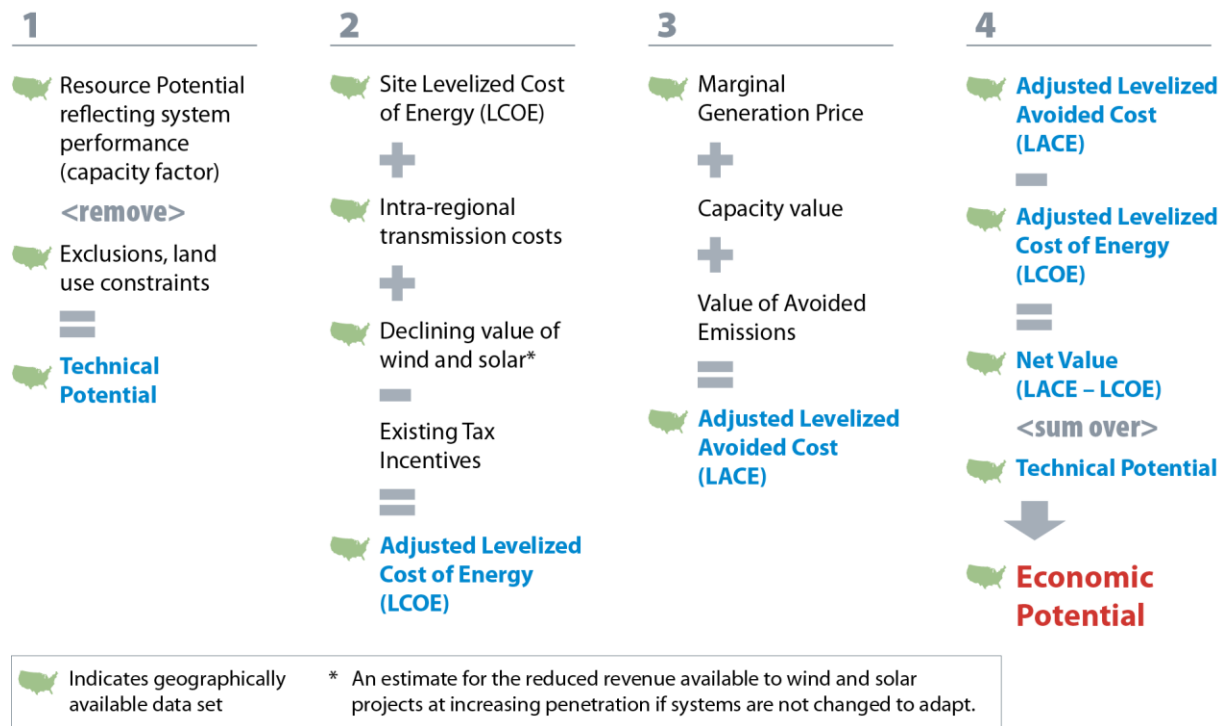 1
Resource Potential
reflecting system
performance
(capacity factor)
<remove>
Exclusions, land
use constraints
=
Technical
Potential
2
Site Levelized Cost
of Energy (LCOE)
+
Intra-regional
transmission costs
+
Declining value of
wind and solar*
-
Existing Tax
Incentives
=
Adjusted Levelized
Cost of Energy
(LCOE)
3
Marginal
Generation Price
+
Capacity value
+
Value of Avoided
Emissions
=
Adjusted Levelized
Avoided Cost
(LACE)
4
Adjusted Levelized
Avoided Cost
(LACE)
-
Adjusted Levelized
Cost of Energy
(LCOE)
=
Net Value
(LACE – LCOE)
<sum over>
Technical Potential
Economic
Potential
Indicates geographically
available data set
* An estimate for the reduced revenue available to wind and solar
projects at increasing penetration if systems are not changed to adapt.